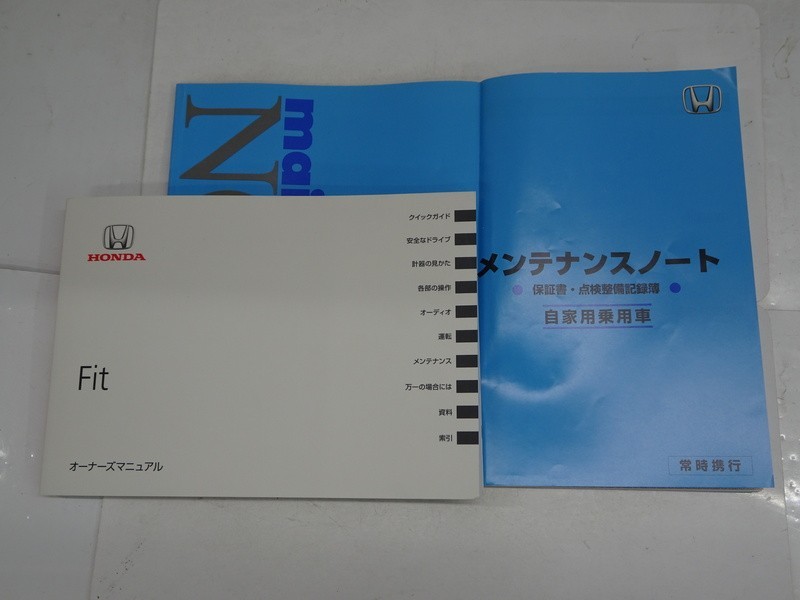 HONDA
Fit
オーナーズマニュアル
クイックガイド
安全なドライブ
計器の見かた
各部の操作
オーディオ
運転
メンテナンス
万一の場合には
資料
索引
メンテナンスノート
保証書・点検整備記録簿
自家用乗用車
常時携行